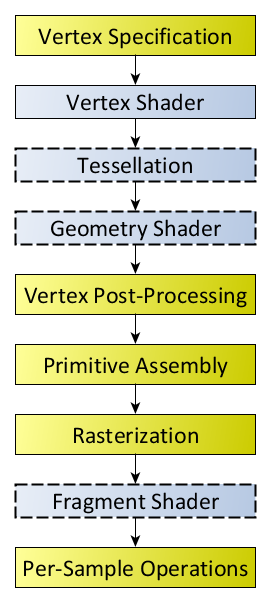 Vertex Specification
Vertex Shader
Tessellation
Geometry Shader
Vertex Post-Processing
Primitive Assembly
Rasterization
Fragment Shader
Per-Sample Operations